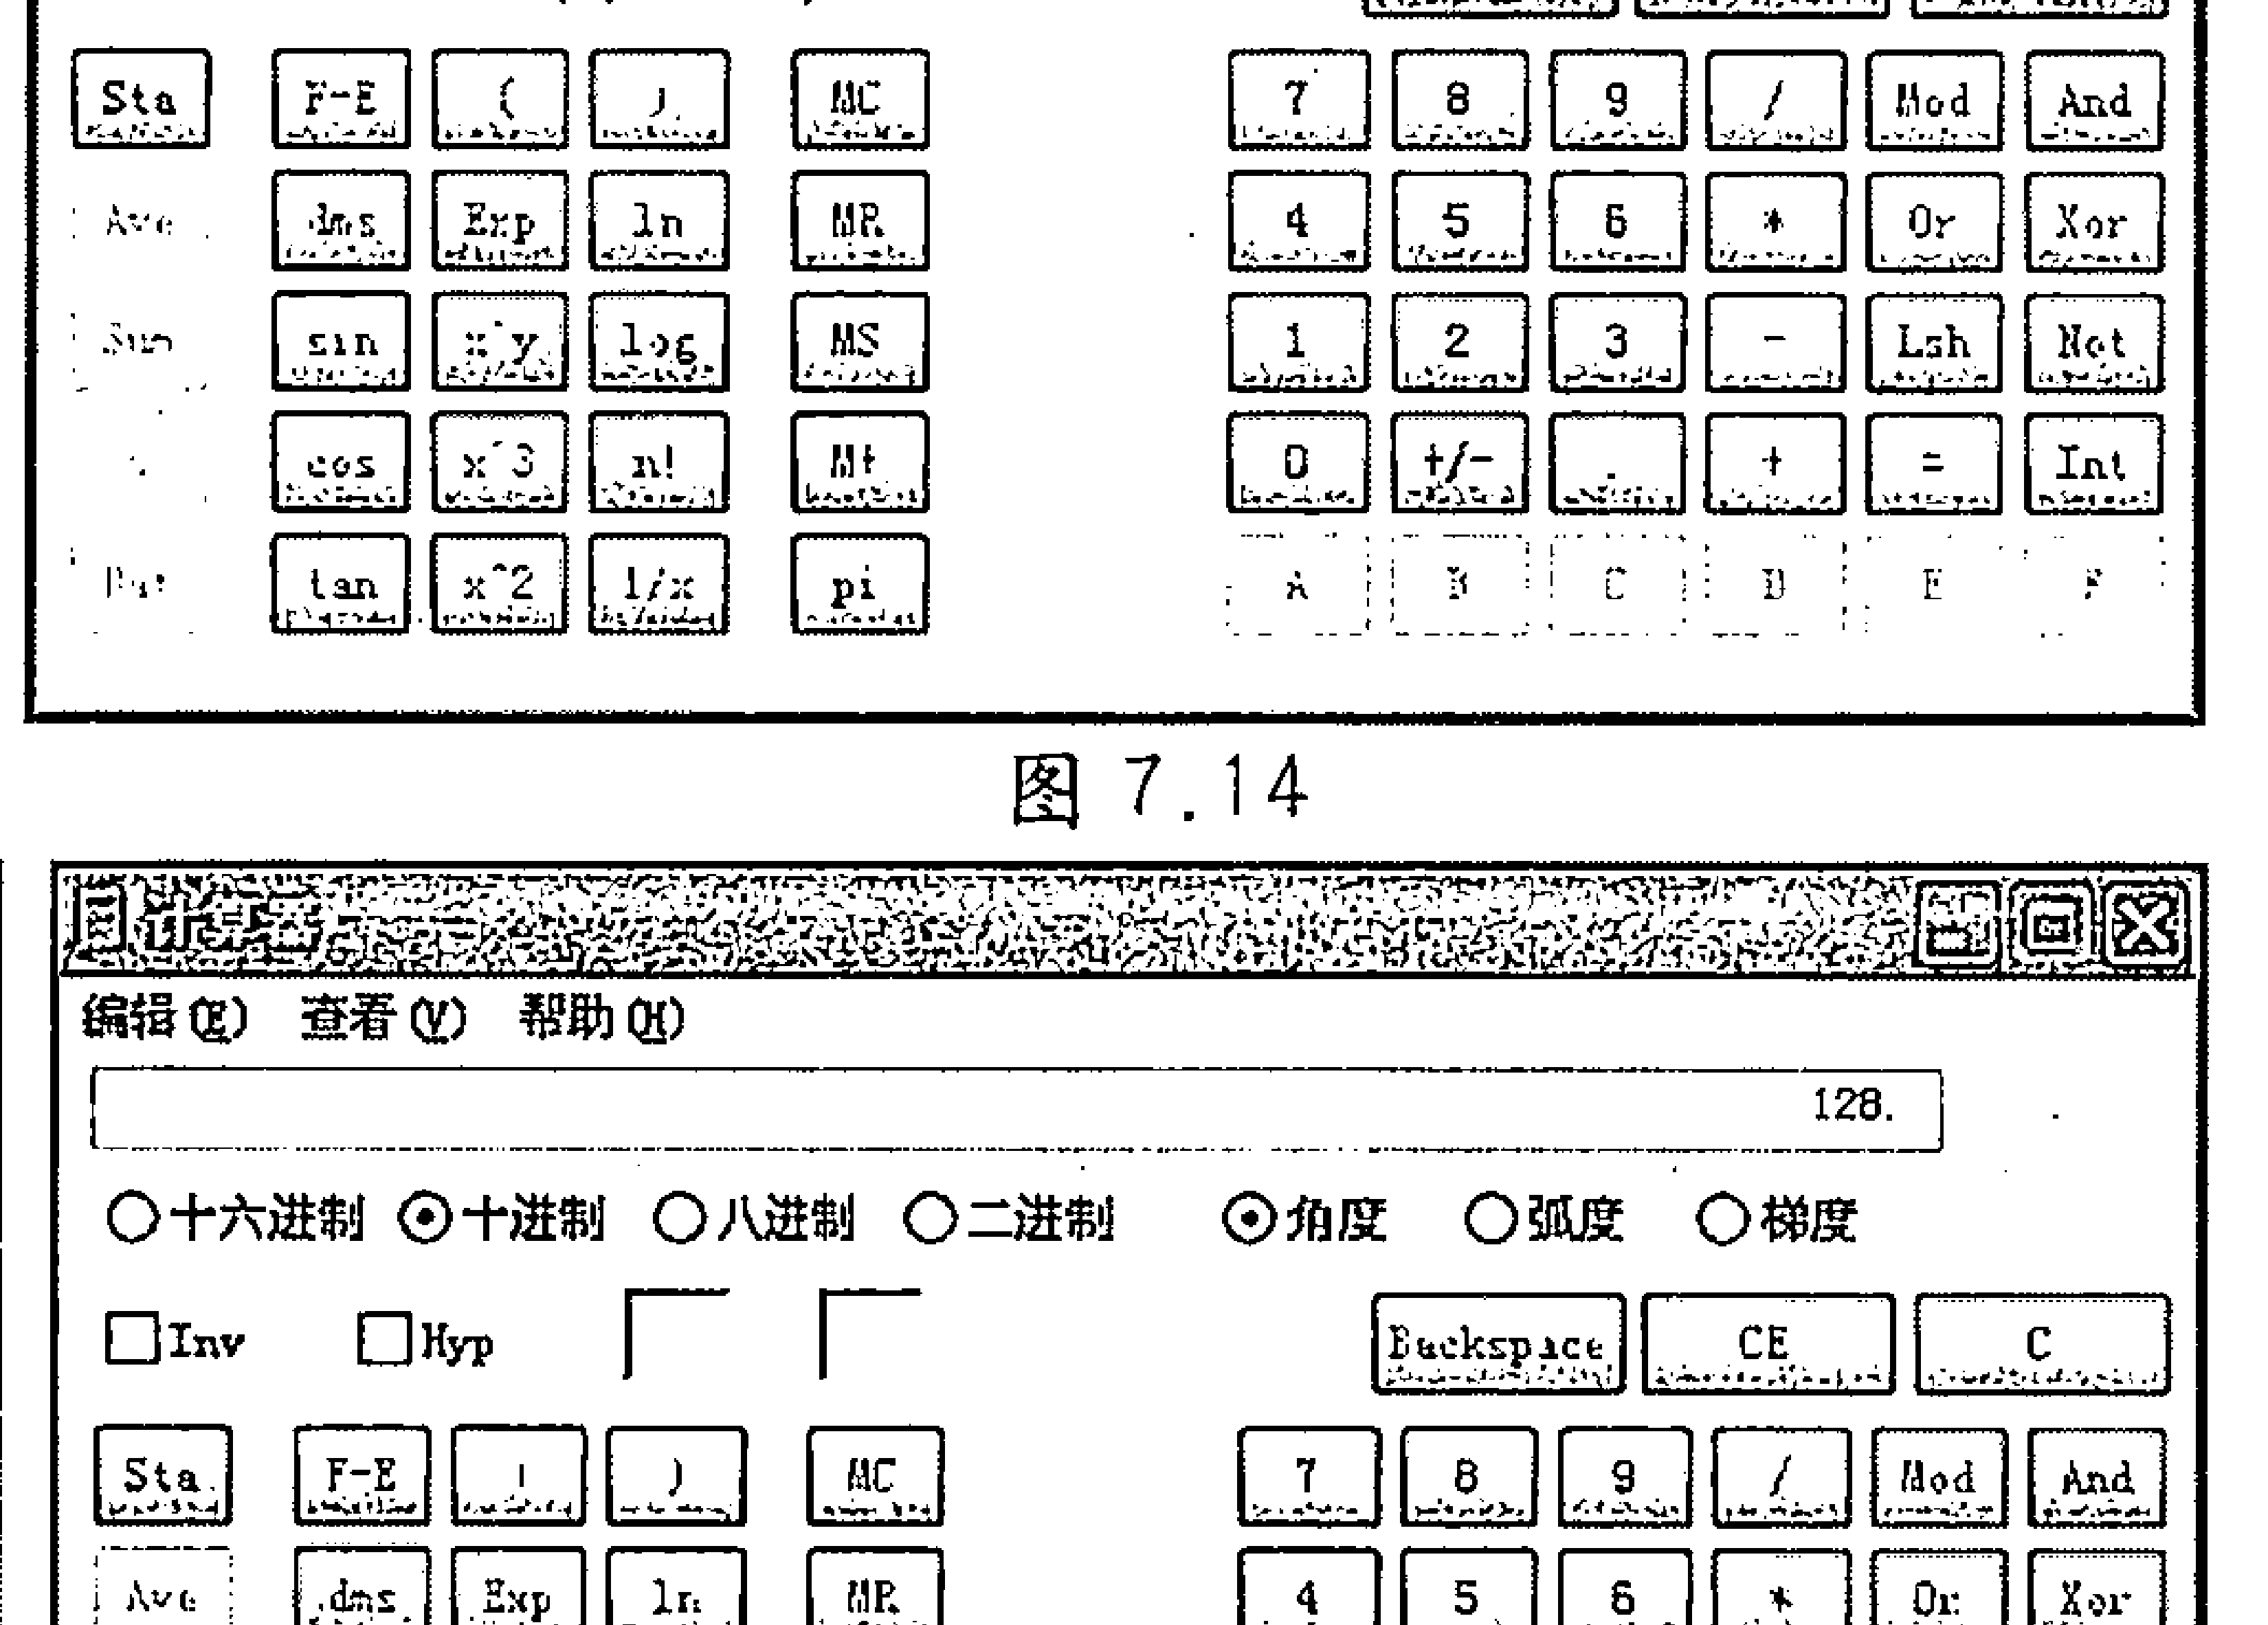 Sta F-E ( ) MC 7 8 9 / Mod And
Ave dms Exp ln MR 4 5 6 * Or Xor
Sum sin x^y log MS 1 2 3 - Lsh Not
cos x^3 n! M+ 0 +/- . + = Int
Dat tan x^2 1/x pi A B C D E F
图 7.14
计算器
编辑(E) 查看(V) 帮助(H)
128.
十六进制 十进制 八进制 二进制 角度 弧度 梯度
Inv Hyp Backspace CE C
Sta F-E ( ) MC 7 8 9 / Mod And
Ave dms Exp ln MR 4 5 6 * Or Xor